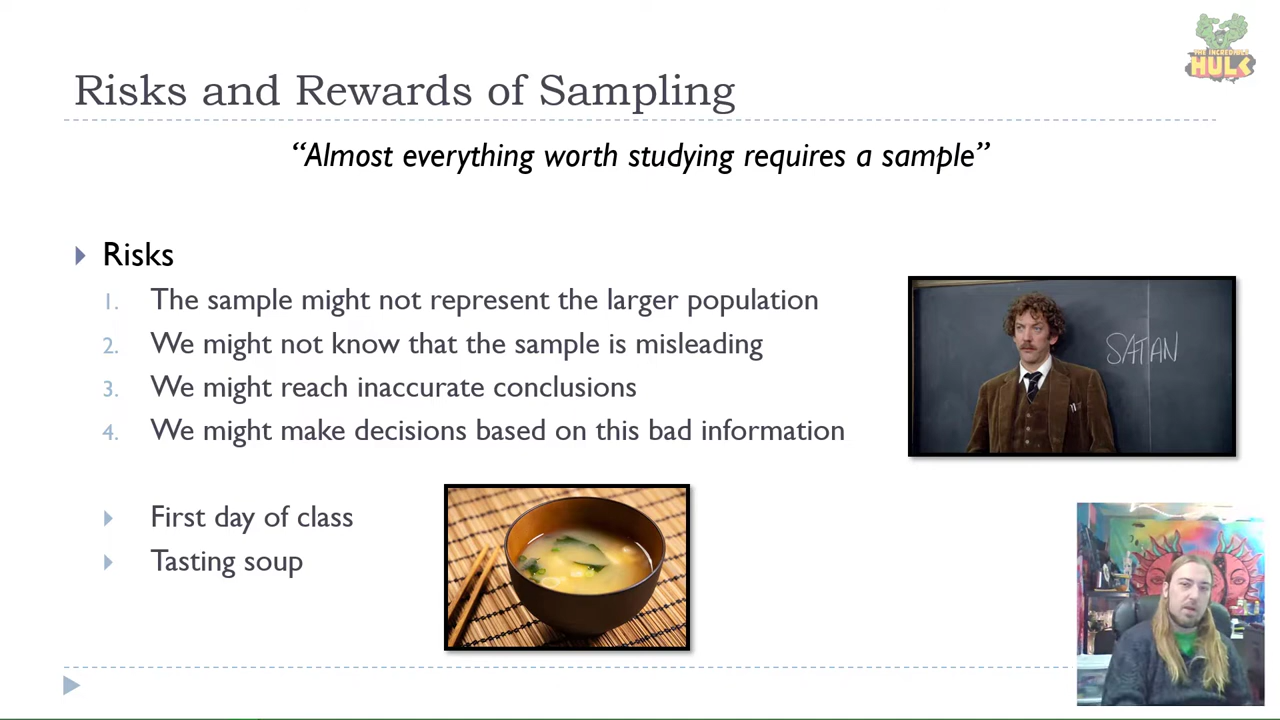 THE INCREDIBLE
HULK
Risks and Rewards of Sampling
“Almost everything worth studying requires a sample”
Risks
1. The sample might not represent the larger population
2. We might not know that the sample is misleading
3. We might reach inaccurate conclusions
4. We might make decisions based on this bad information
SATAN
First day of class
Tasting soup